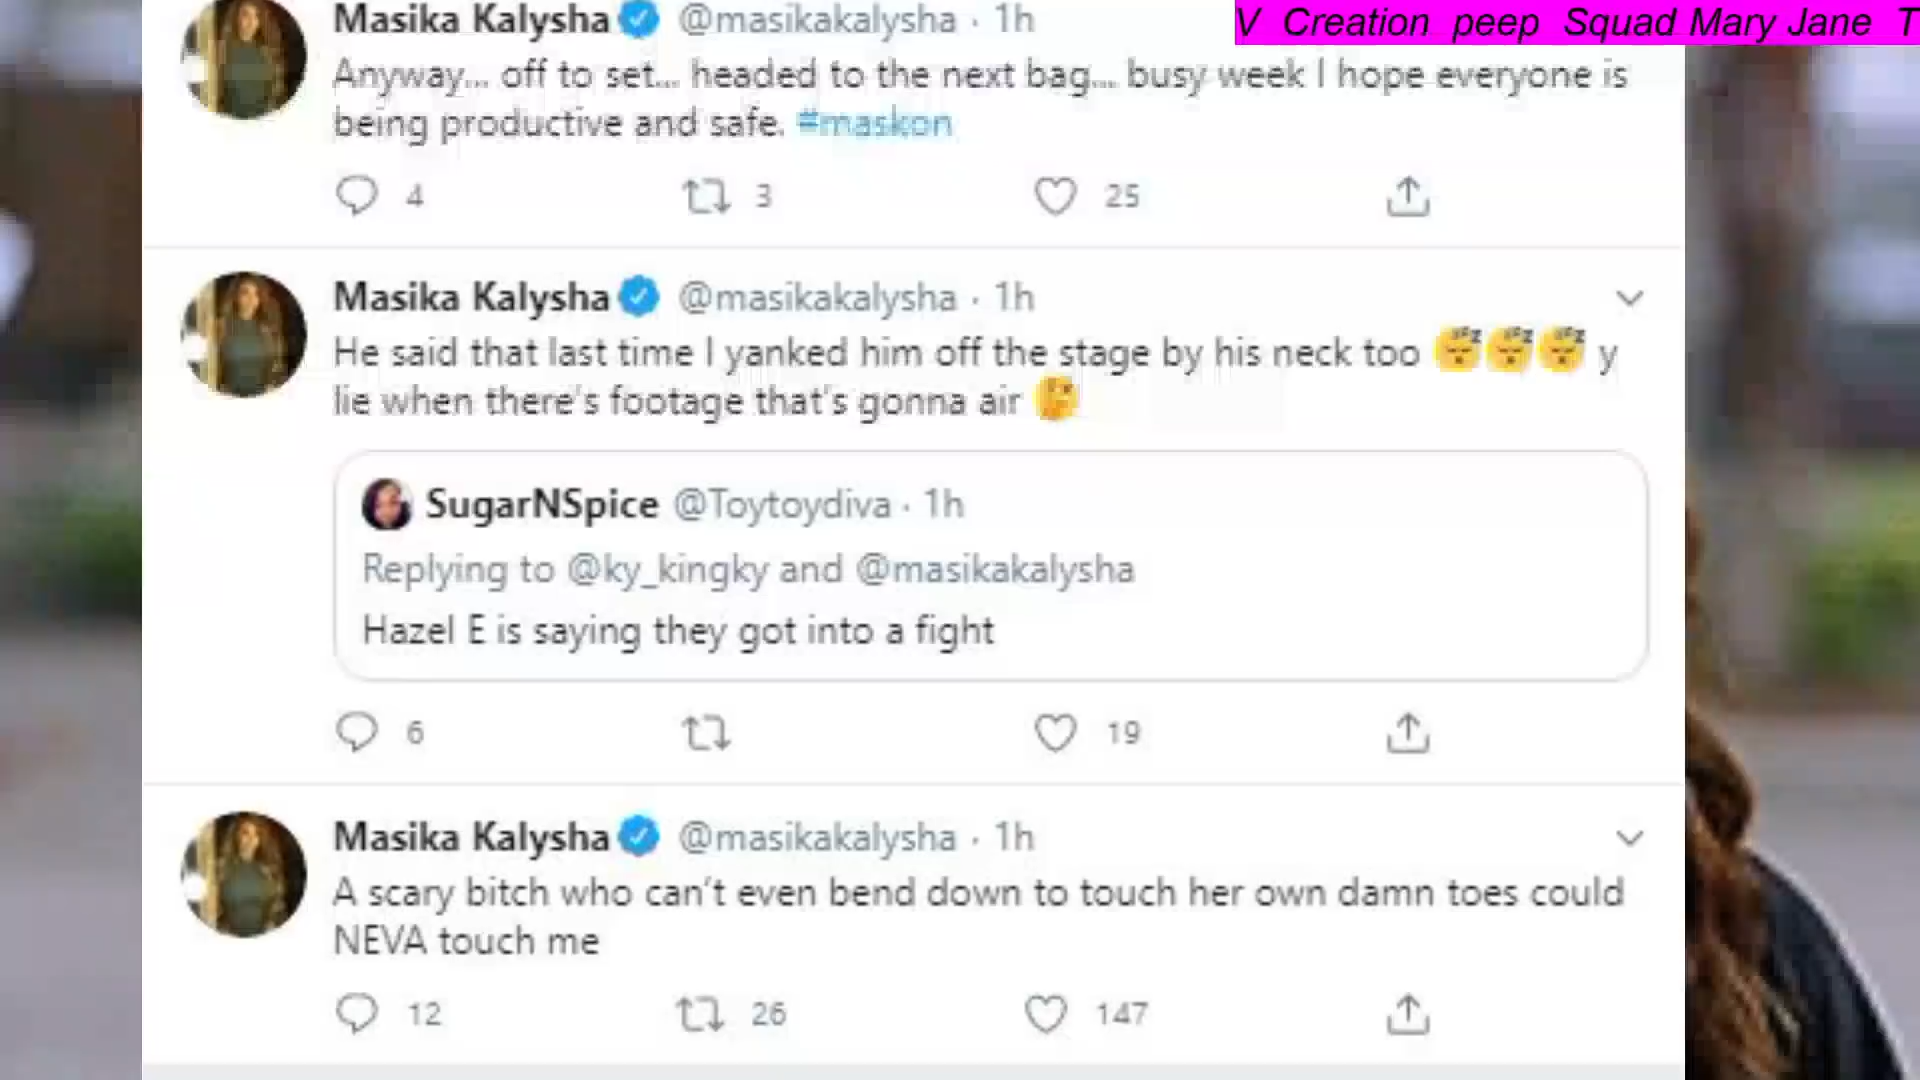 V Creation peep Squad Mary Jane T
Masika Kalysha @masikakalysha · 1h
Anyway... off to set... headed to the next bag... busy week I hope everyone is
being productive and safe. #maskon
4 3 25
Masika Kalysha @masikakalysha · 1h
He said that last time I yanked him off the stage by his neck too 😴😴😴 y
lie when there's footage that's gonna air 🤔
SugarNSpice @Toytoydiva · 1h
Replying to @ky_kingky and @masikakalysha
Hazel E is saying they got into a fight
6 19
Masika Kalysha @masikakalysha · 1h
A scary bitch who can't even bend down to touch her own damn toes could
NEVA touch me
12 26 147